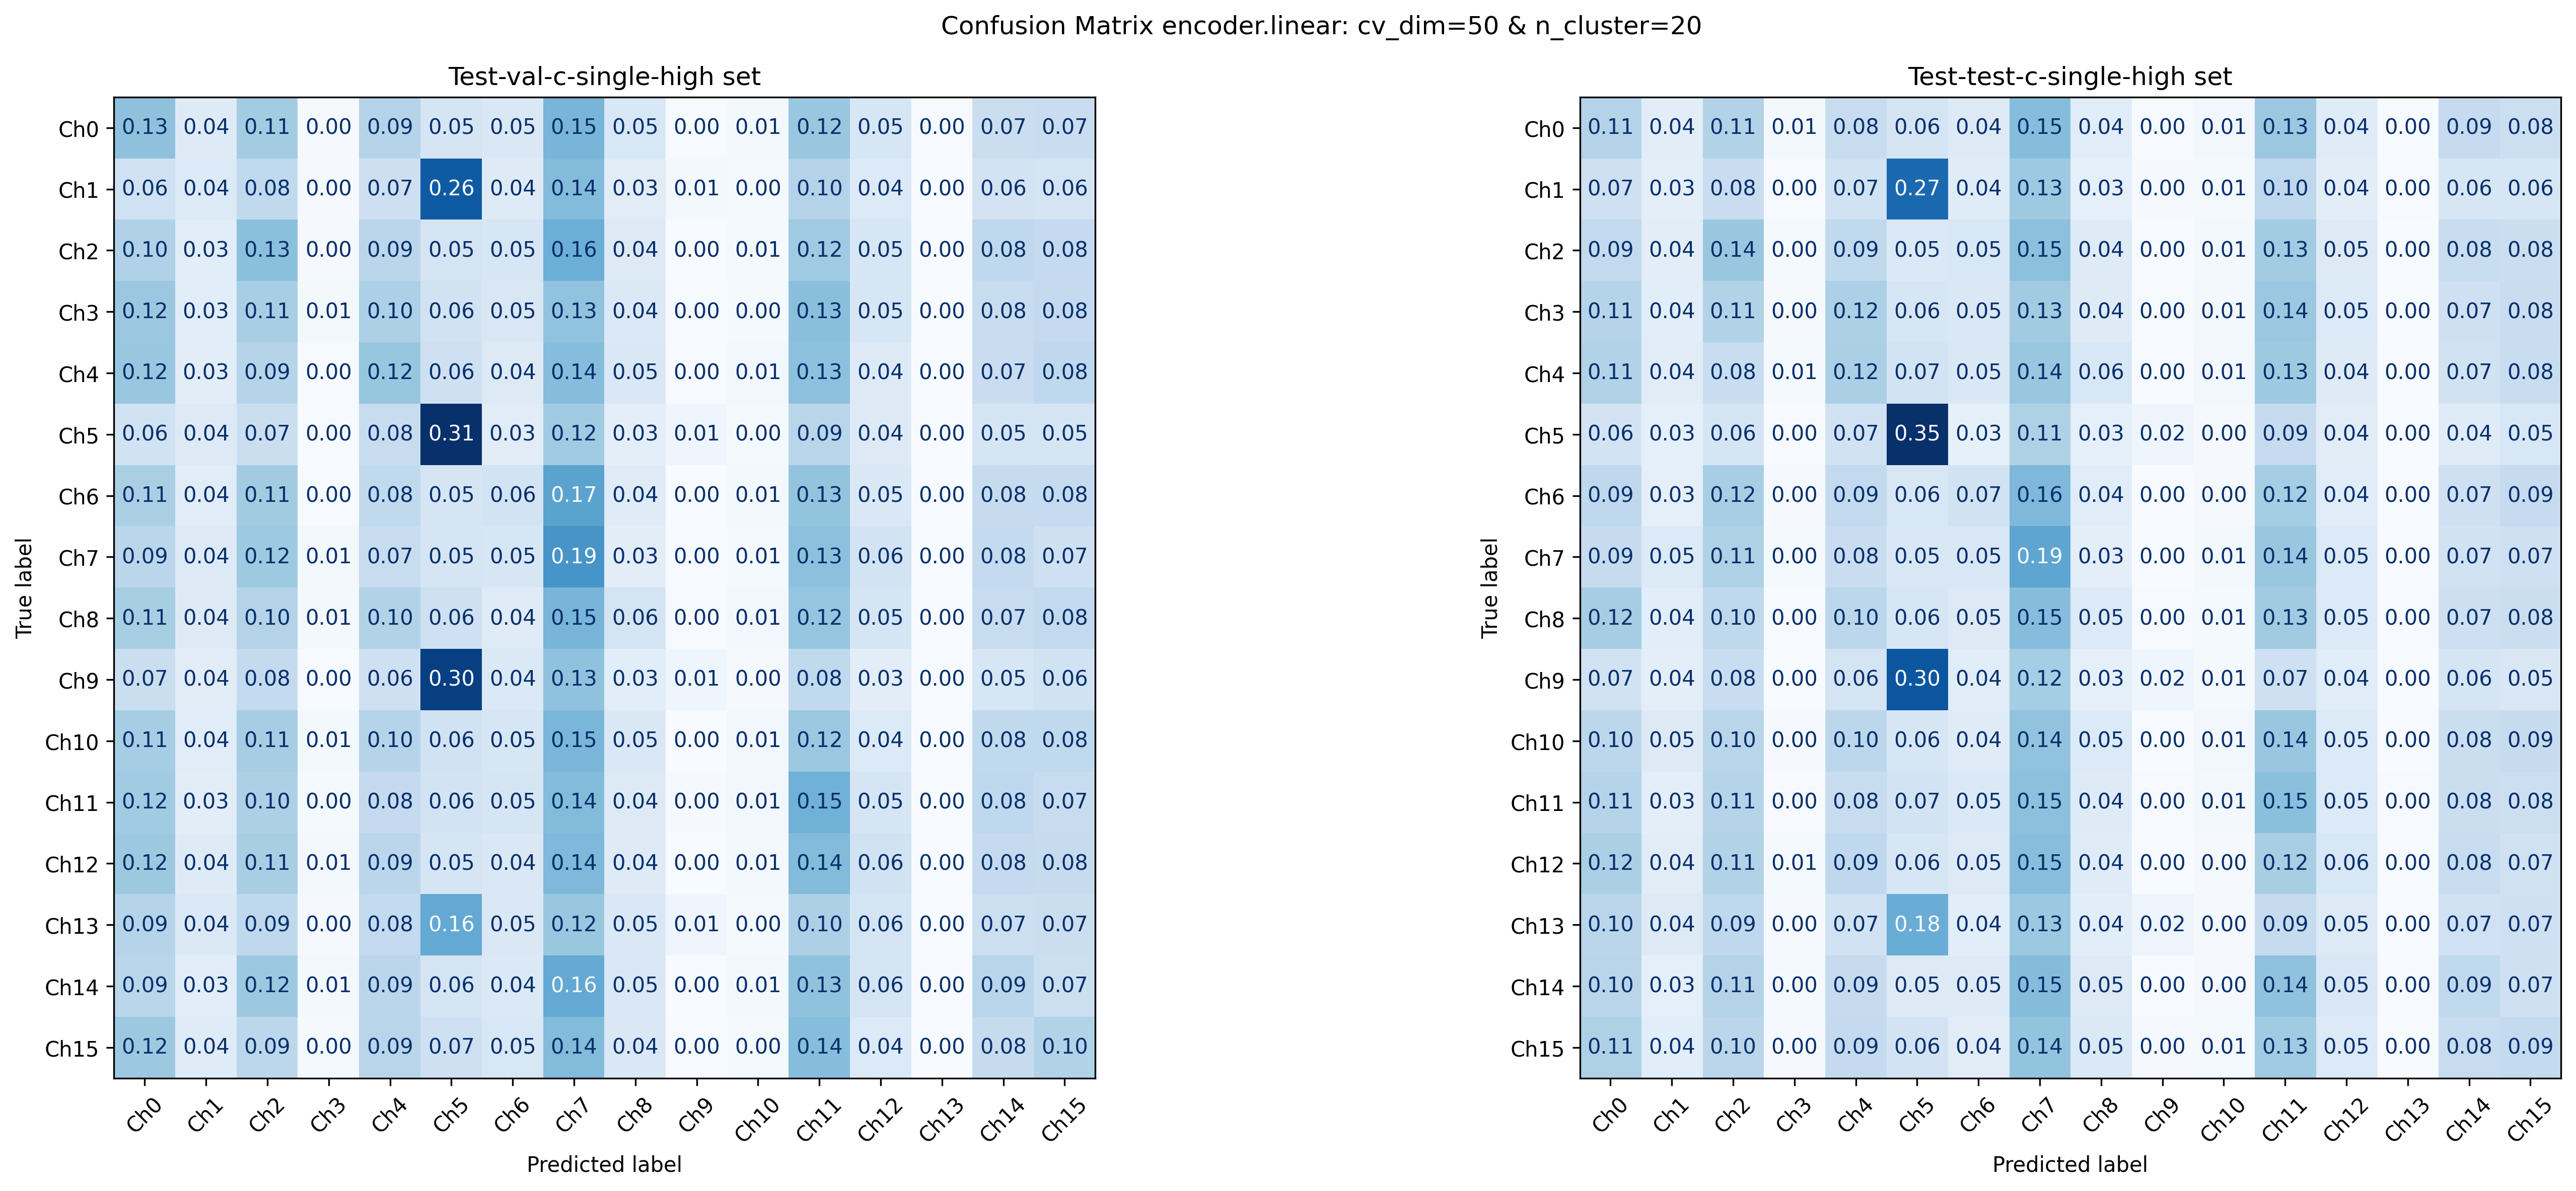 Confusion Matrix encoder.linear: cv_dim=50 & n_cluster=20
Test-val-c-single-high set
Ch0 0.13 0.04 0.11 0.00 0.09 0.05 0.05 0.15 0.05 0.00 0.01 0.12 0.05 0.00 0.07 0.07
Ch1 0.06 0.04 0.08 0.00 0.07 0.26 0.04 0.14 0.03 0.01 0.00 0.10 0.04 0.00 0.06 0.06
Ch2 0.10 0.03 0.13 0.00 0.09 0.05 0.05 0.16 0.04 0.00 0.01 0.12 0.05 0.00 0.08 0.08
Ch3 0.12 0.03 0.11 0.01 0.10 0.06 0.05 0.13 0.04 0.00 0.00 0.13 0.05 0.00 0.08 0.08
Ch4 0.12 0.03 0.09 0.00 0.12 0.06 0.04 0.14 0.05 0.00 0.01 0.13 0.04 0.00 0.07 0.08
Ch5 0.06 0.04 0.07 0.00 0.08 0.31 0.03 0.12 0.03 0.01 0.00 0.09 0.04 0.00 0.05 0.05
Ch6 0.11 0.04 0.11 0.00 0.08 0.05 0.06 0.17 0.04 0.00 0.01 0.13 0.05 0.00 0.08 0.08
Ch7 0.09 0.04 0.12 0.01 0.07 0.05 0.05 0.19 0.03 0.00 0.01 0.13 0.06 0.00 0.08 0.07
Ch8 0.11 0.04 0.10 0.01 0.10 0.06 0.04 0.15 0.06 0.00 0.01 0.12 0.05 0.00 0.07 0.08
Ch9 0.07 0.04 0.08 0.00 0.06 0.30 0.04 0.13 0.03 0.01 0.00 0.08 0.03 0.00 0.05 0.06
Ch10 0.11 0.04 0.11 0.01 0.10 0.06 0.05 0.15 0.05 0.00 0.01 0.12 0.04 0.00 0.08 0.08
Ch11 0.12 0.03 0.10 0.00 0.08 0.06 0.05 0.14 0.04 0.00 0.01 0.15 0.05 0.00 0.08 0.07
Ch12 0.12 0.04 0.11 0.01 0.09 0.05 0.04 0.14 0.04 0.00 0.01 0.14 0.06 0.00 0.08 0.08
Ch13 0.09 0.04 0.09 0.00 0.08 0.16 0.05 0.12 0.05 0.01 0.00 0.10 0.06 0.00 0.07 0.07
Ch14 0.09 0.03 0.12 0.01 0.09 0.06 0.04 0.16 0.05 0.00 0.01 0.13 0.06 0.00 0.09 0.07
Ch15 0.12 0.04 0.09 0.00 0.09 0.07 0.05 0.14 0.04 0.00 0.00 0.14 0.04 0.00 0.08 0.10
Ch0 Ch1 Ch2 Ch3 Ch4 Ch5 Ch6 Ch7 Ch8 Ch9 Ch10 Ch11 Ch12 Ch13 Ch14 Ch15
True label
Predicted label
Test-test-c-single-high set
Ch0 0.11 0.04 0.11 0.01 0.08 0.06 0.04 0.15 0.04 0.00 0.01 0.13 0.04 0.00 0.09 0.08
Ch1 0.07 0.03 0.08 0.00 0.07 0.27 0.04 0.13 0.03 0.00 0.01 0.10 0.04 0.00 0.06 0.06
Ch2 0.09 0.04 0.14 0.00 0.09 0.05 0.05 0.15 0.04 0.00 0.01 0.13 0.05 0.00 0.08 0.08
Ch3 0.11 0.04 0.11 0.00 0.12 0.06 0.05 0.13 0.04 0.00 0.01 0.14 0.05 0.00 0.07 0.08
Ch4 0.11 0.04 0.08 0.01 0.12 0.07 0.05 0.14 0.06 0.00 0.01 0.13 0.04 0.00 0.07 0.08
Ch5 0.06 0.03 0.06 0.00 0.07 0.35 0.03 0.11 0.03 0.02 0.00 0.09 0.04 0.00 0.04 0.05
Ch6 0.09 0.03 0.12 0.00 0.09 0.06 0.07 0.16 0.04 0.00 0.00 0.12 0.04 0.00 0.07 0.09
Ch7 0.09 0.05 0.11 0.00 0.08 0.05 0.05 0.19 0.03 0.00 0.01 0.14 0.05 0.00 0.07 0.07
Ch8 0.12 0.04 0.10 0.00 0.10 0.06 0.05 0.15 0.05 0.00 0.01 0.13 0.05 0.00 0.07 0.08
Ch9 0.07 0.04 0.08 0.00 0.06 0.30 0.04 0.12 0.03 0.02 0.01 0.07 0.04 0.00 0.06 0.05
Ch10 0.10 0.05 0.10 0.00 0.10 0.06 0.04 0.14 0.05 0.00 0.01 0.14 0.05 0.00 0.08 0.09
Ch11 0.11 0.03 0.11 0.00 0.08 0.07 0.05 0.15 0.04 0.00 0.01 0.15 0.05 0.00 0.08 0.08
Ch12 0.12 0.04 0.11 0.01 0.09 0.06 0.05 0.15 0.04 0.00 0.00 0.12 0.06 0.00 0.08 0.07
Ch13 0.10 0.04 0.09 0.00 0.07 0.18 0.04 0.13 0.04 0.02 0.00 0.09 0.05 0.00 0.07 0.07
Ch14 0.10 0.03 0.11 0.00 0.09 0.05 0.05 0.15 0.05 0.00 0.00 0.14 0.05 0.00 0.09 0.07
Ch15 0.11 0.04 0.10 0.00 0.09 0.06 0.04 0.14 0.05 0.00 0.01 0.13 0.05 0.00 0.08 0.09
Ch0 Ch1 Ch2 Ch3 Ch4 Ch5 Ch6 Ch7 Ch8 Ch9 Ch10 Ch11 Ch12 Ch13 Ch14 Ch15
True label
Predicted label